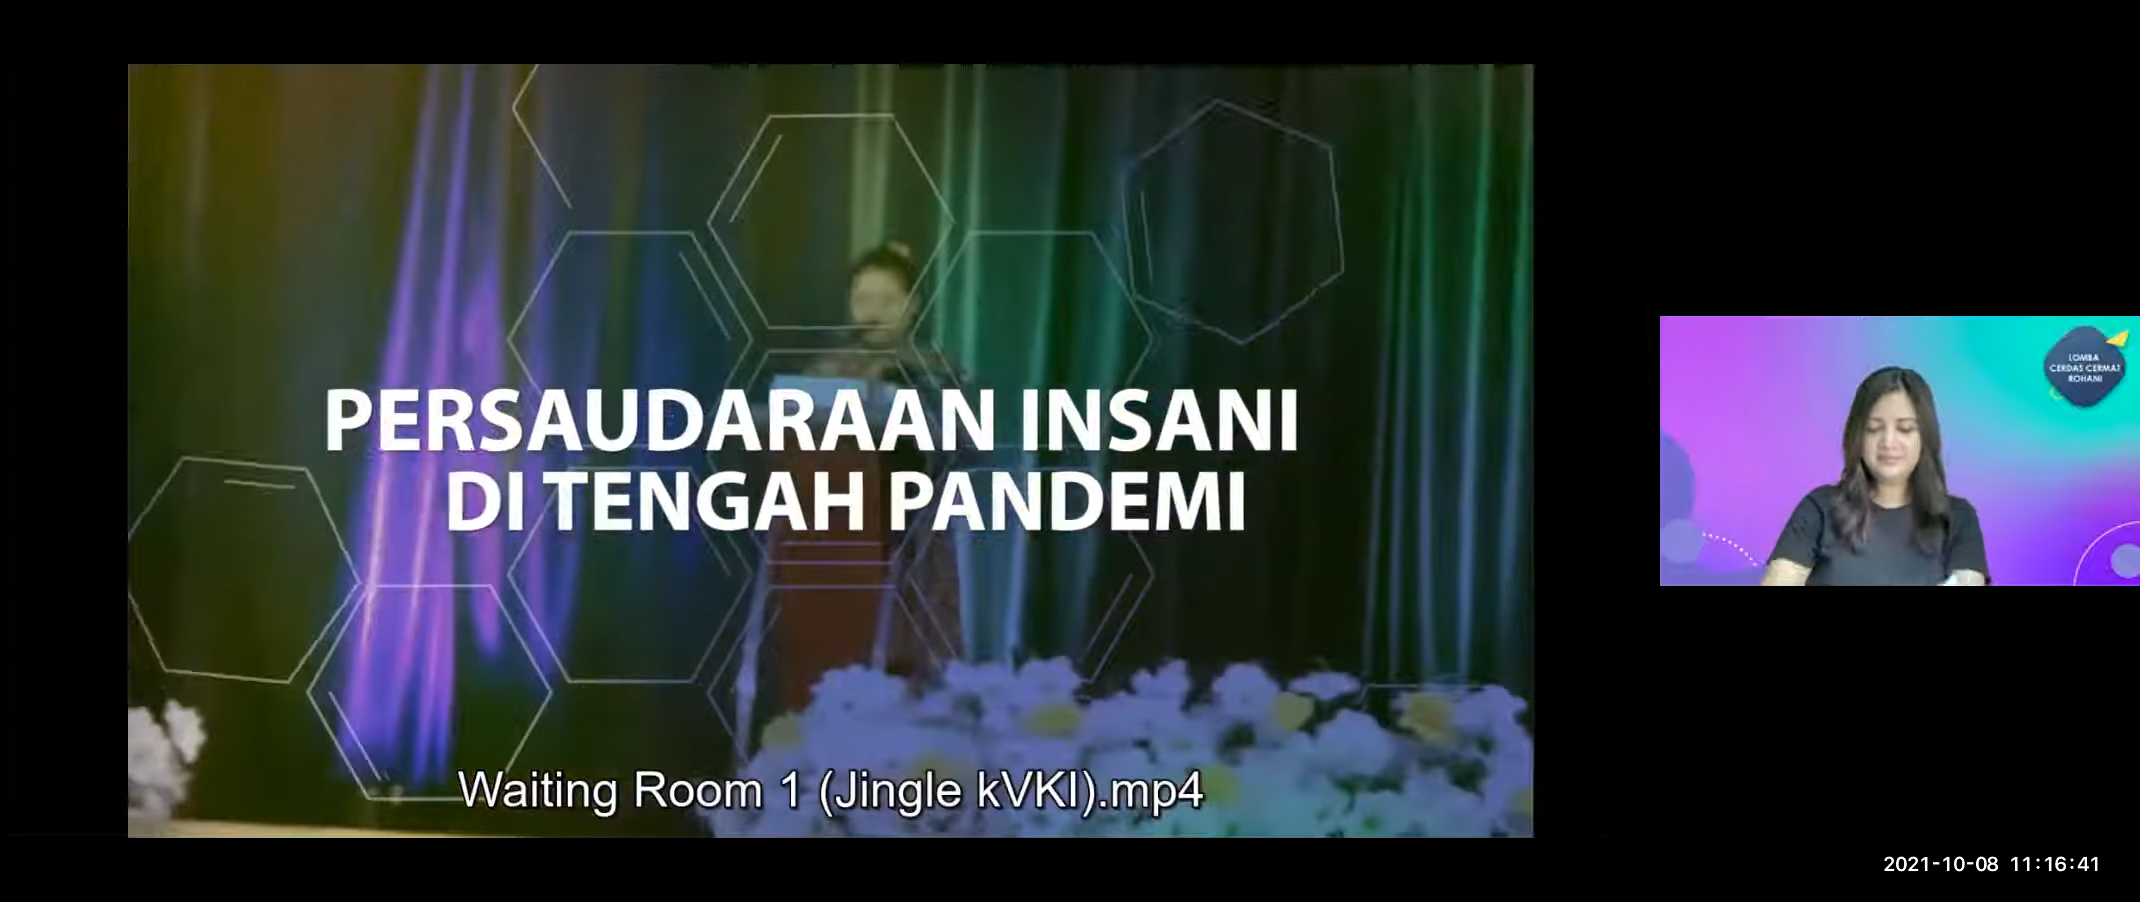 PERSAUDARAAN INSANI
DI TENGAH PANDEMI
Waiting Room 1 (Jingle kVKI).mp4
LOMBA
CERDAS CERMAT
ROHANI
2021-10-08 11:16:41